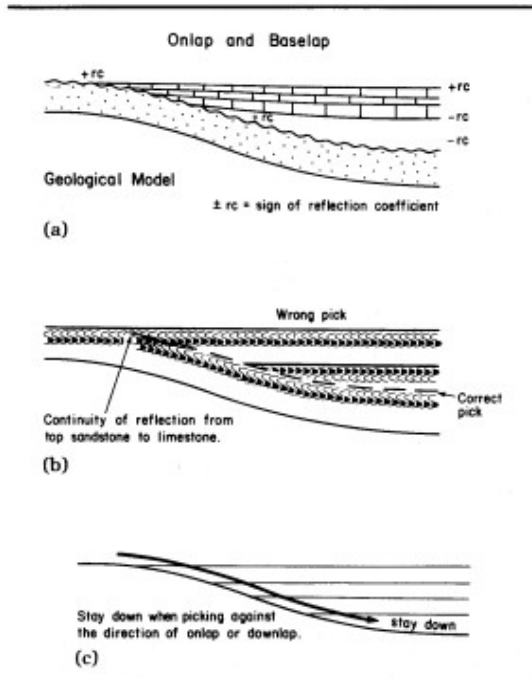 Onlap and Baselap
+ rc
+rc
-rc
-rc
Geological Model
± rc = sign of reflection coefficient
(a)
Wrong pick
Continuity of reflection from
top sandstone to limestone.
Correct
pick
(b)
Stay down when picking against
the direction of onlap or downlap.
stay down
(c)